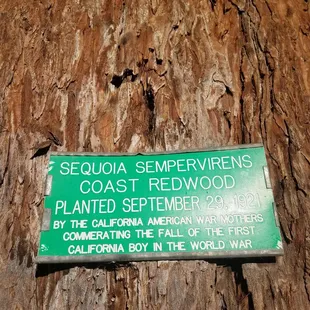 SEQUOIA SEMPERVIRENS
COAST REDWOOD
PLANTED SEPTEMBER 29, 1921
BY THE CALIFORNIA AMERICAN WAR MOTHERS
COMMERATING THE FALL OF THE FIRST
CALIFORNIA BOY IN THE WORLD WAR